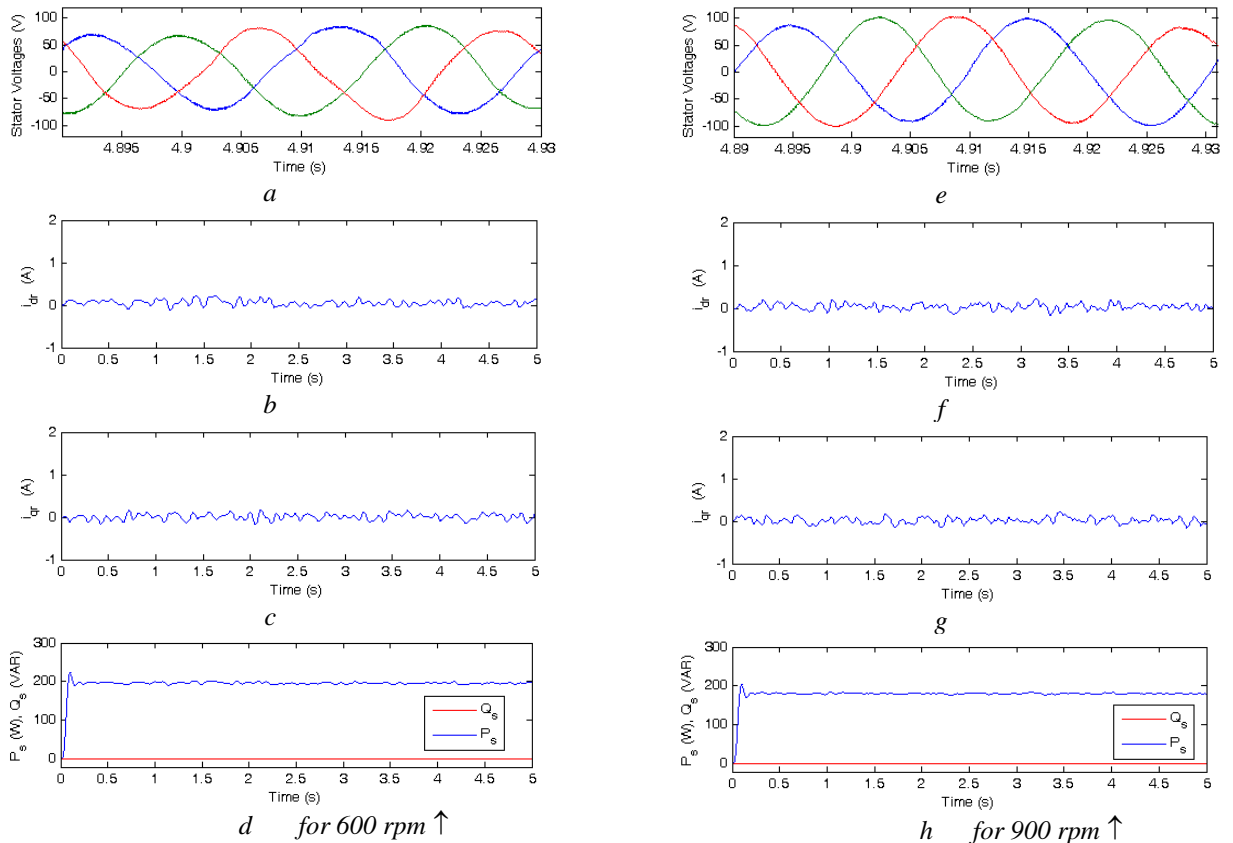 Stator Voltages (V)
100
50
0
-50
-100
4.895 4.9 4.905 4.91 4.915 4.92 4.925 4.93
Time (s)
a
i_dr (A)
2
1
0
-1
0 0.5 1 1.5 2 2.5 3 3.5 4 4.5 5
Time (s)
b
i_qr (A)
2
1
0
-1
0 0.5 1 1.5 2 2.5 3 3.5 4 4.5 5
Time (s)
c
P_s (W), Q_s (VAR)
300
200
100
0
Q_s
P_s
0 0.5 1 1.5 2 2.5 3 3.5 4 4.5 5
Time (s)
d for 600 rpm ↑
Stator Voltages (V)
100
50
0
-50
-100
4.89 4.895 4.9 4.905 4.91 4.915 4.92 4.925 4.93
Time (s)
e
i_dr (A)
2
1
0
-1
0 0.5 1 1.5 2 2.5 3 3.5 4 4.5 5
Time (s)
f
i_qr (A)
2
1
0
-1
0 0.5 1 1.5 2 2.5 3 3.5 4 4.5 5
Time (s)
g
P_s (W), Q_s (VAR)
300
200
100
0
Q_s
P_s
0 0.5 1 1.5 2 2.5 3 3.5 4 4.5 5
Time (s)
h for 900 rpm ↑